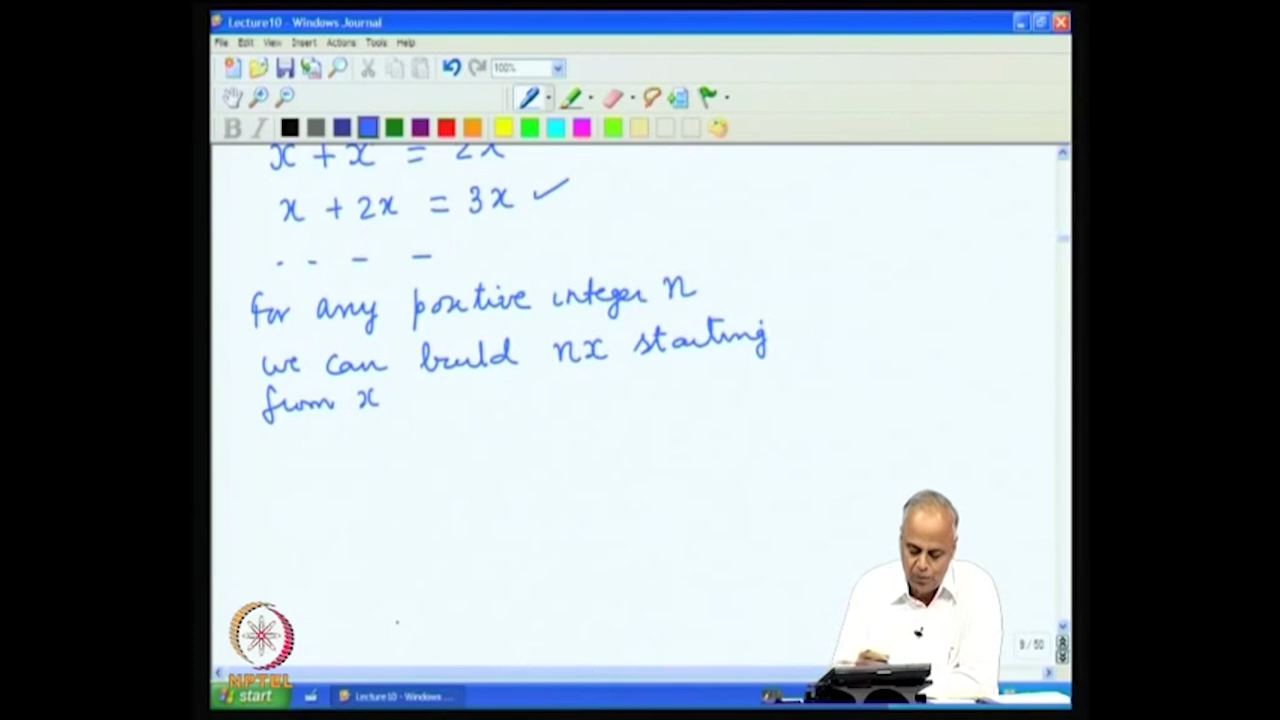 Lecture10 - Windows Journal
File Edit View Insert Actions Tools Help
100%
B I
x + x = 2x
x + 2x = 3x ✓
. . – –
For any positive integer n
we can build nx starting
from x
9 / 50
NPTEL
start Lecture10 - Windows ...